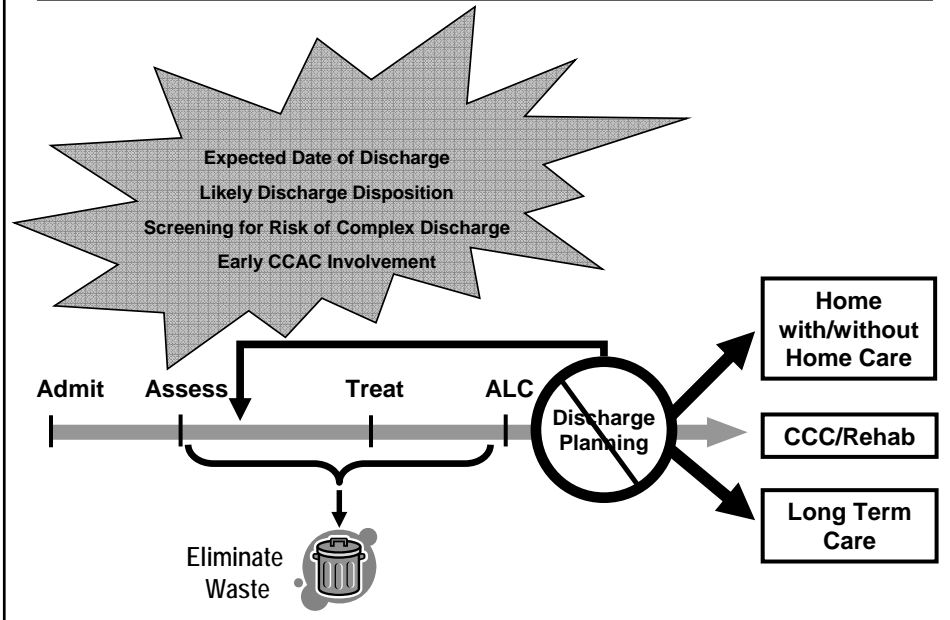 Expected Date of Discharge
Likely Discharge Disposition
Screening for Risk of Complex Discharge
Early CCAC Involvement
Home
with/without
Home Care
Admit
Assess
Treat
ALC
Discharge
Planning
CCC/Rehab
Long Term
Care
Eliminate
Waste